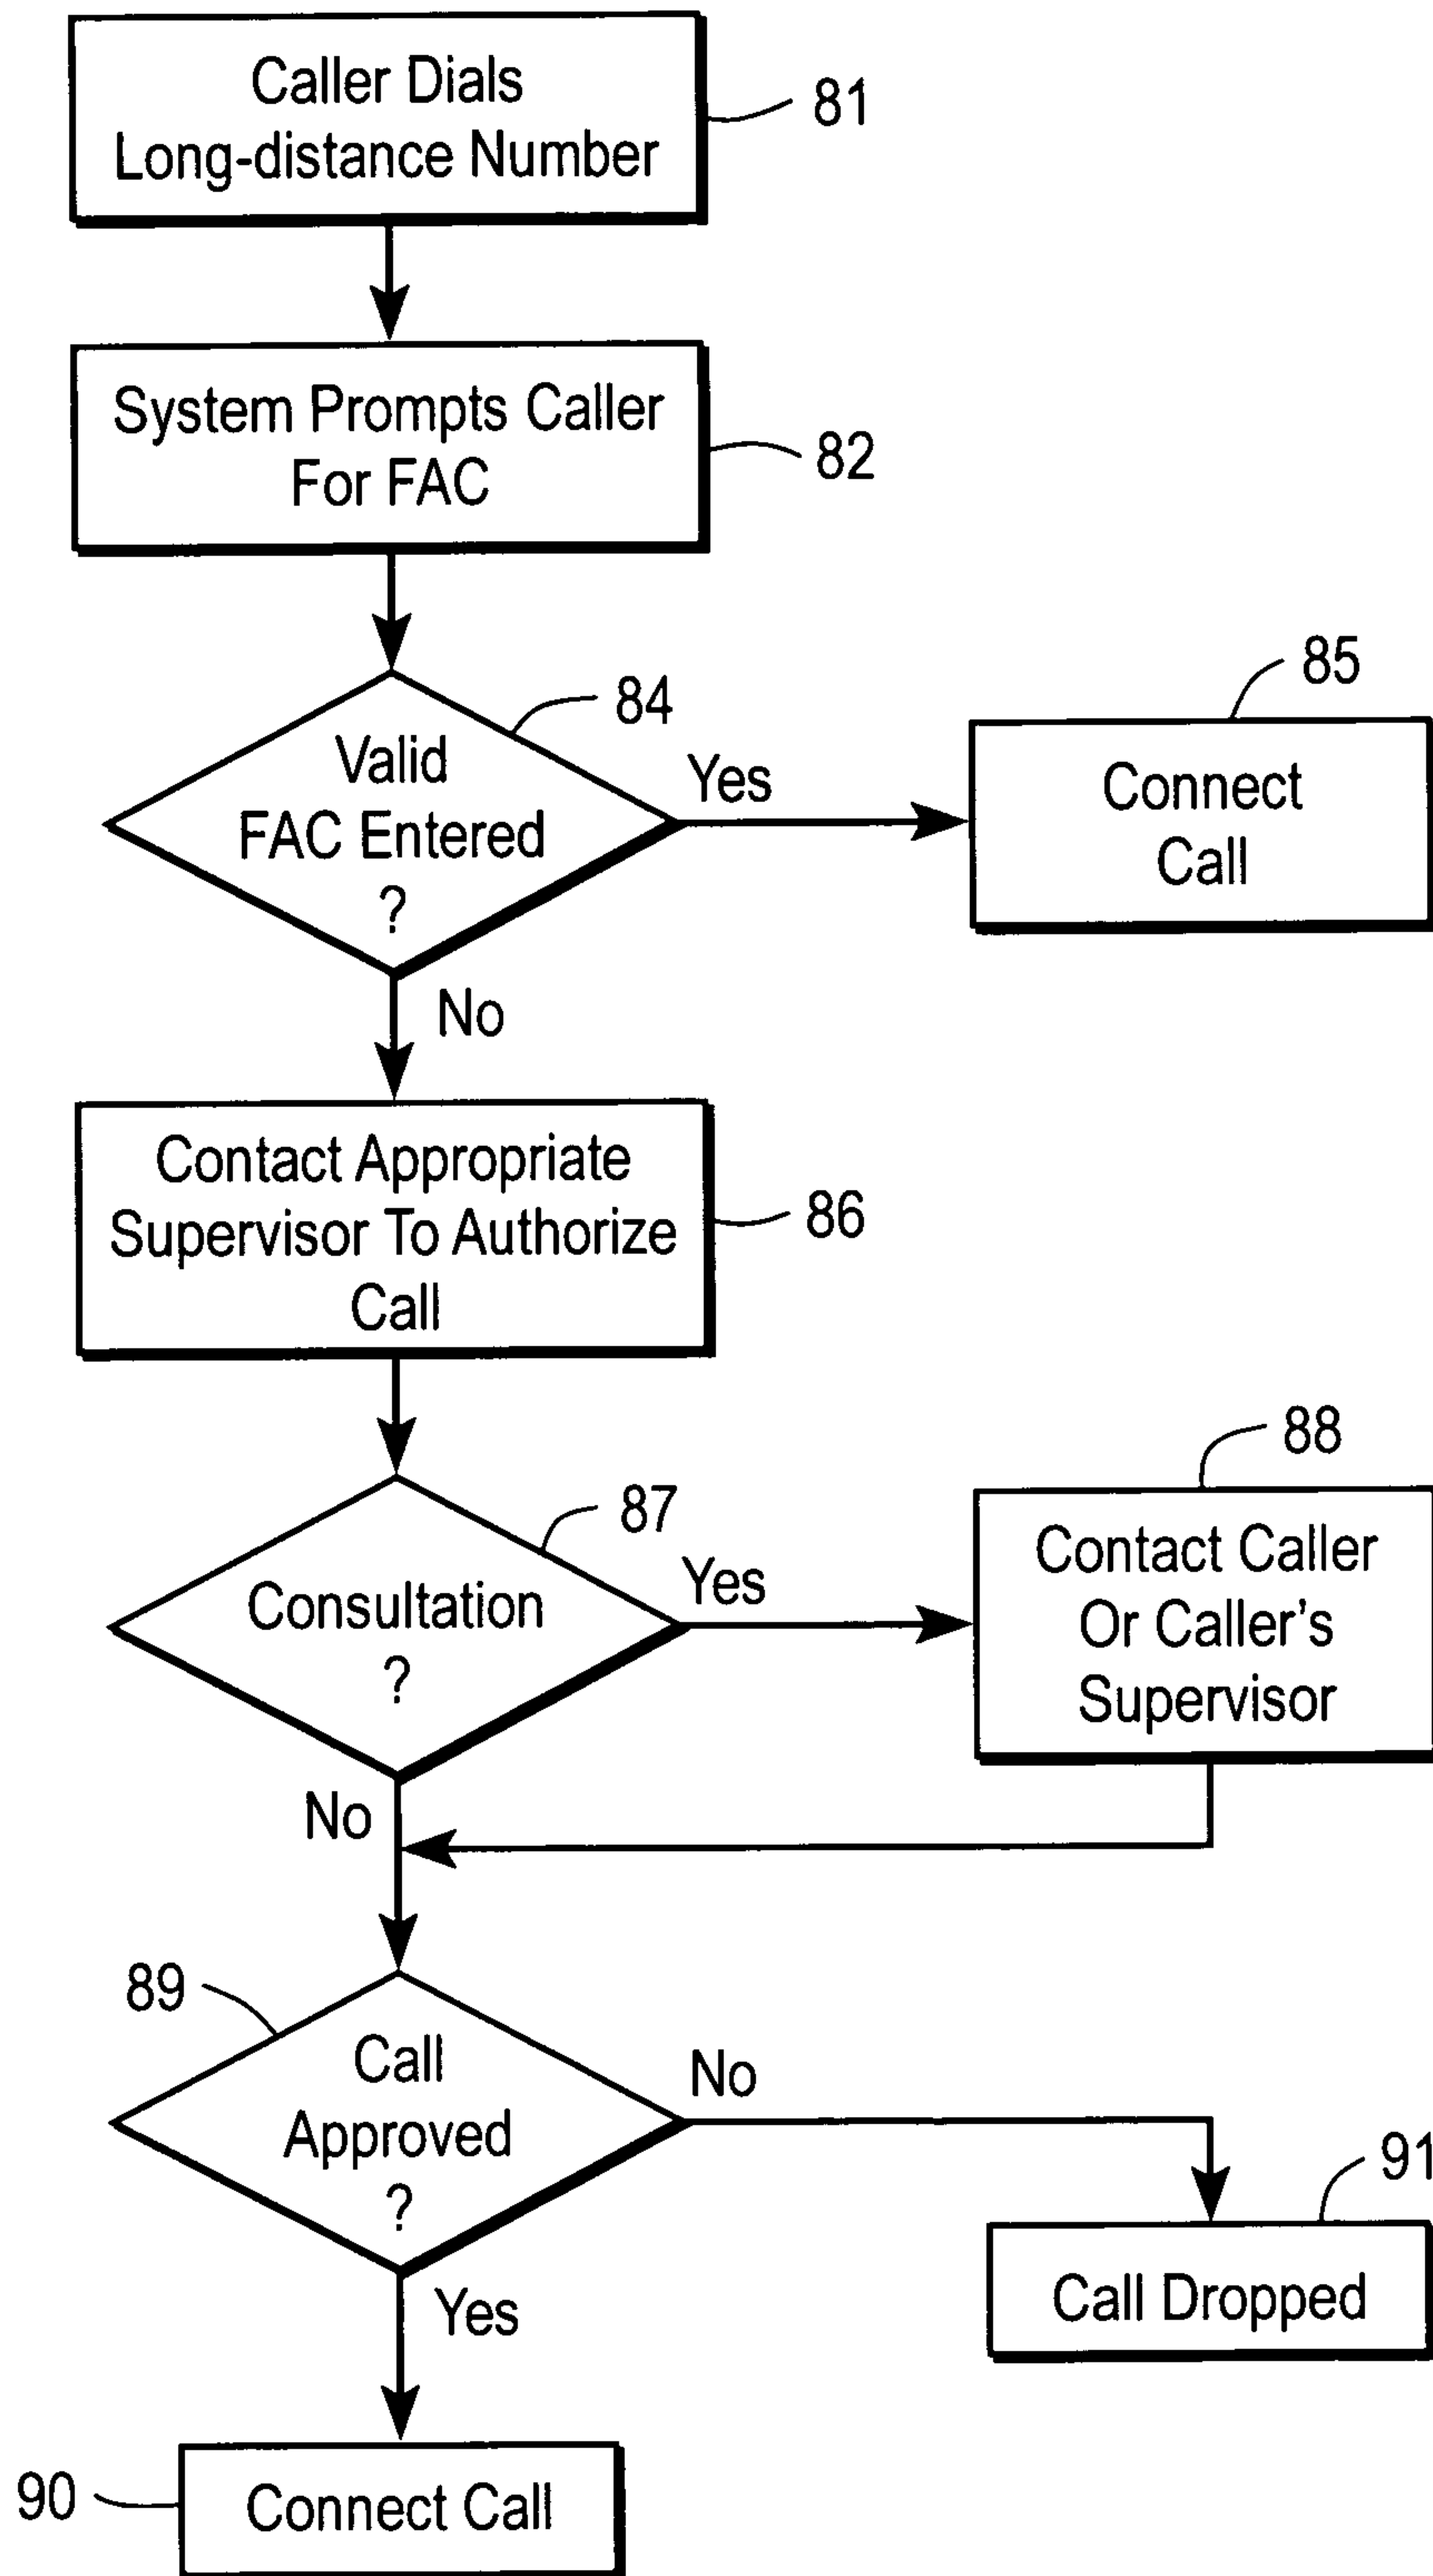 Caller Dials
Long-distance Number
81
System Prompts Caller
For FAC
82
84
Valid
FAC Entered
?
Yes
85
Connect
Call
No
Contact Appropriate
Supervisor To Authorize
Call
86
87
Consultation
?
Yes
88
Contact Caller
Or Caller's
Supervisor
No
89
Call
Approved
?
No
91
Call Dropped
Yes
90
Connect Call